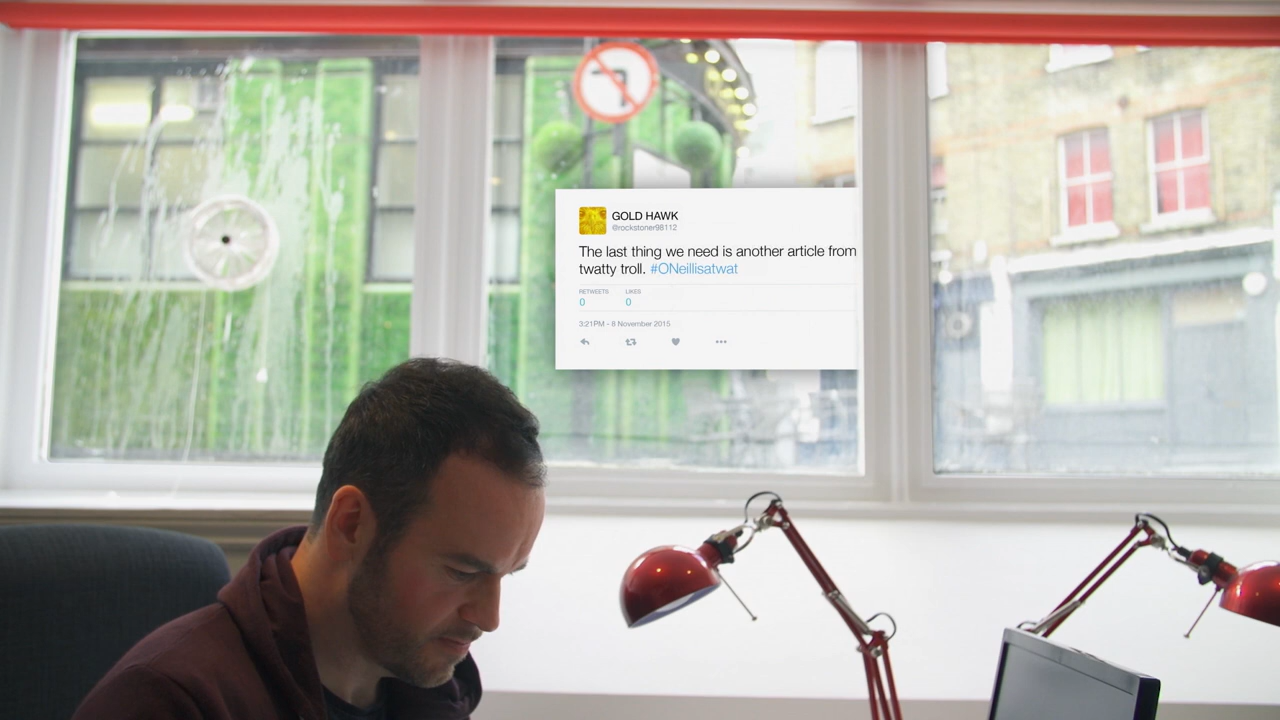 GOLD HAWK
@rockstoner98112
The last thing we need is another article from
twatty troll. #ONeillisatwat
RETWEETS LIKES
0 0
3:21PM - 8 November 2015